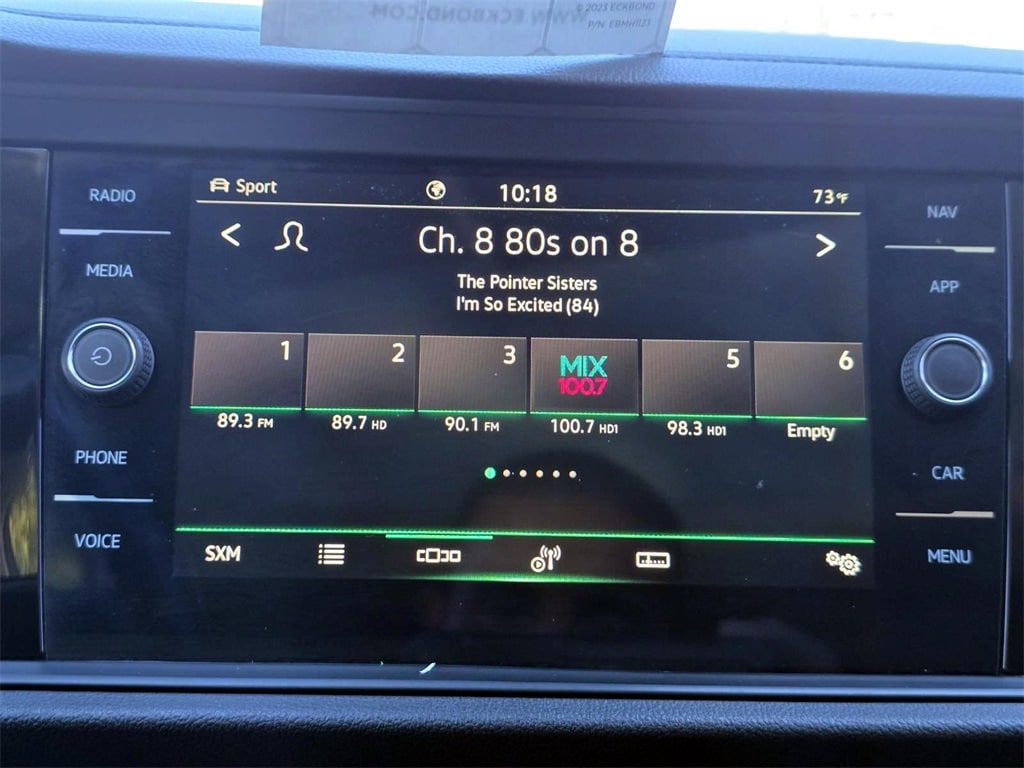 WWW.ECKBOND.COM
© 2023 ECKBOND
P/N: EBMH1123
RADIO
MEDIA
PHONE
VOICE
Sport
10:18
73°F
< Ch. 8 80s on 8 >
The Pointer Sisters
I'm So Excited (84)
1
2
3
MIX
100.7
5
6
89.3 FM
89.7 HD
90.1 FM
100.7 HD1
98.3 HD1
Empty
SXM
NAV
APP
CAR
MENU